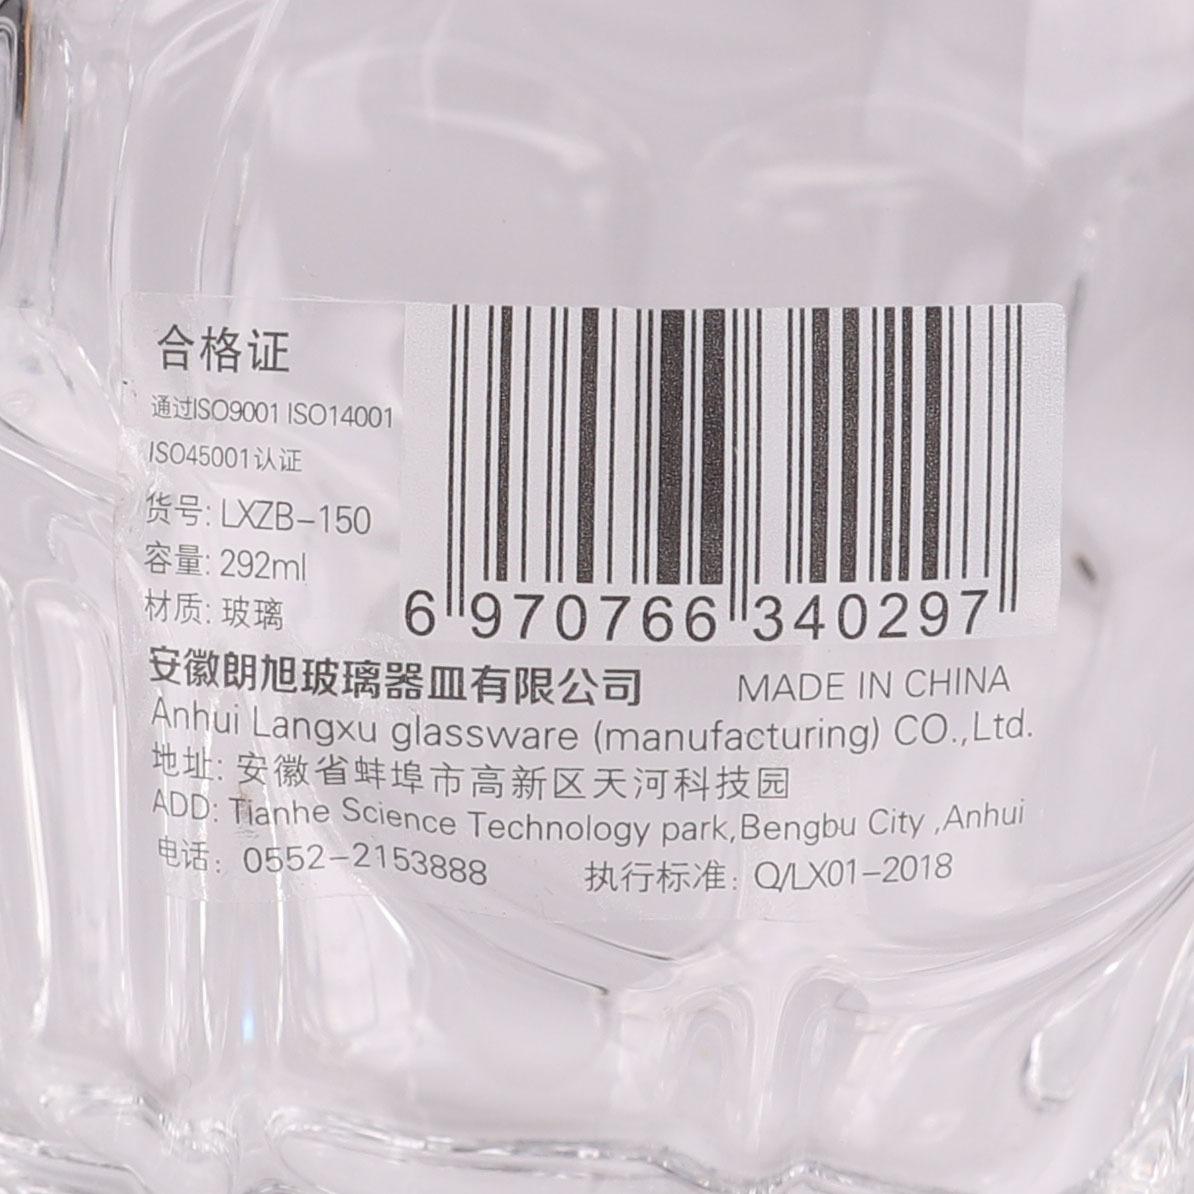 合格证
通过ISO9001 ISO14001
ISO45001认证
货号: LXZB-150
容量: 292ml
材质: 玻璃
6 970766 340297
安徽朗旭玻璃器皿有限公司 MADE IN CHINA
Anhui Langxu glassware (manufacturing) CO.,Ltd.
地址: 安徽省蚌埠市高新区天河科技园
ADD: Tianhe Science Technology park,Bengbu City ,Anhui
电话: 0552-2153888 执行标准: Q/LX01-2018